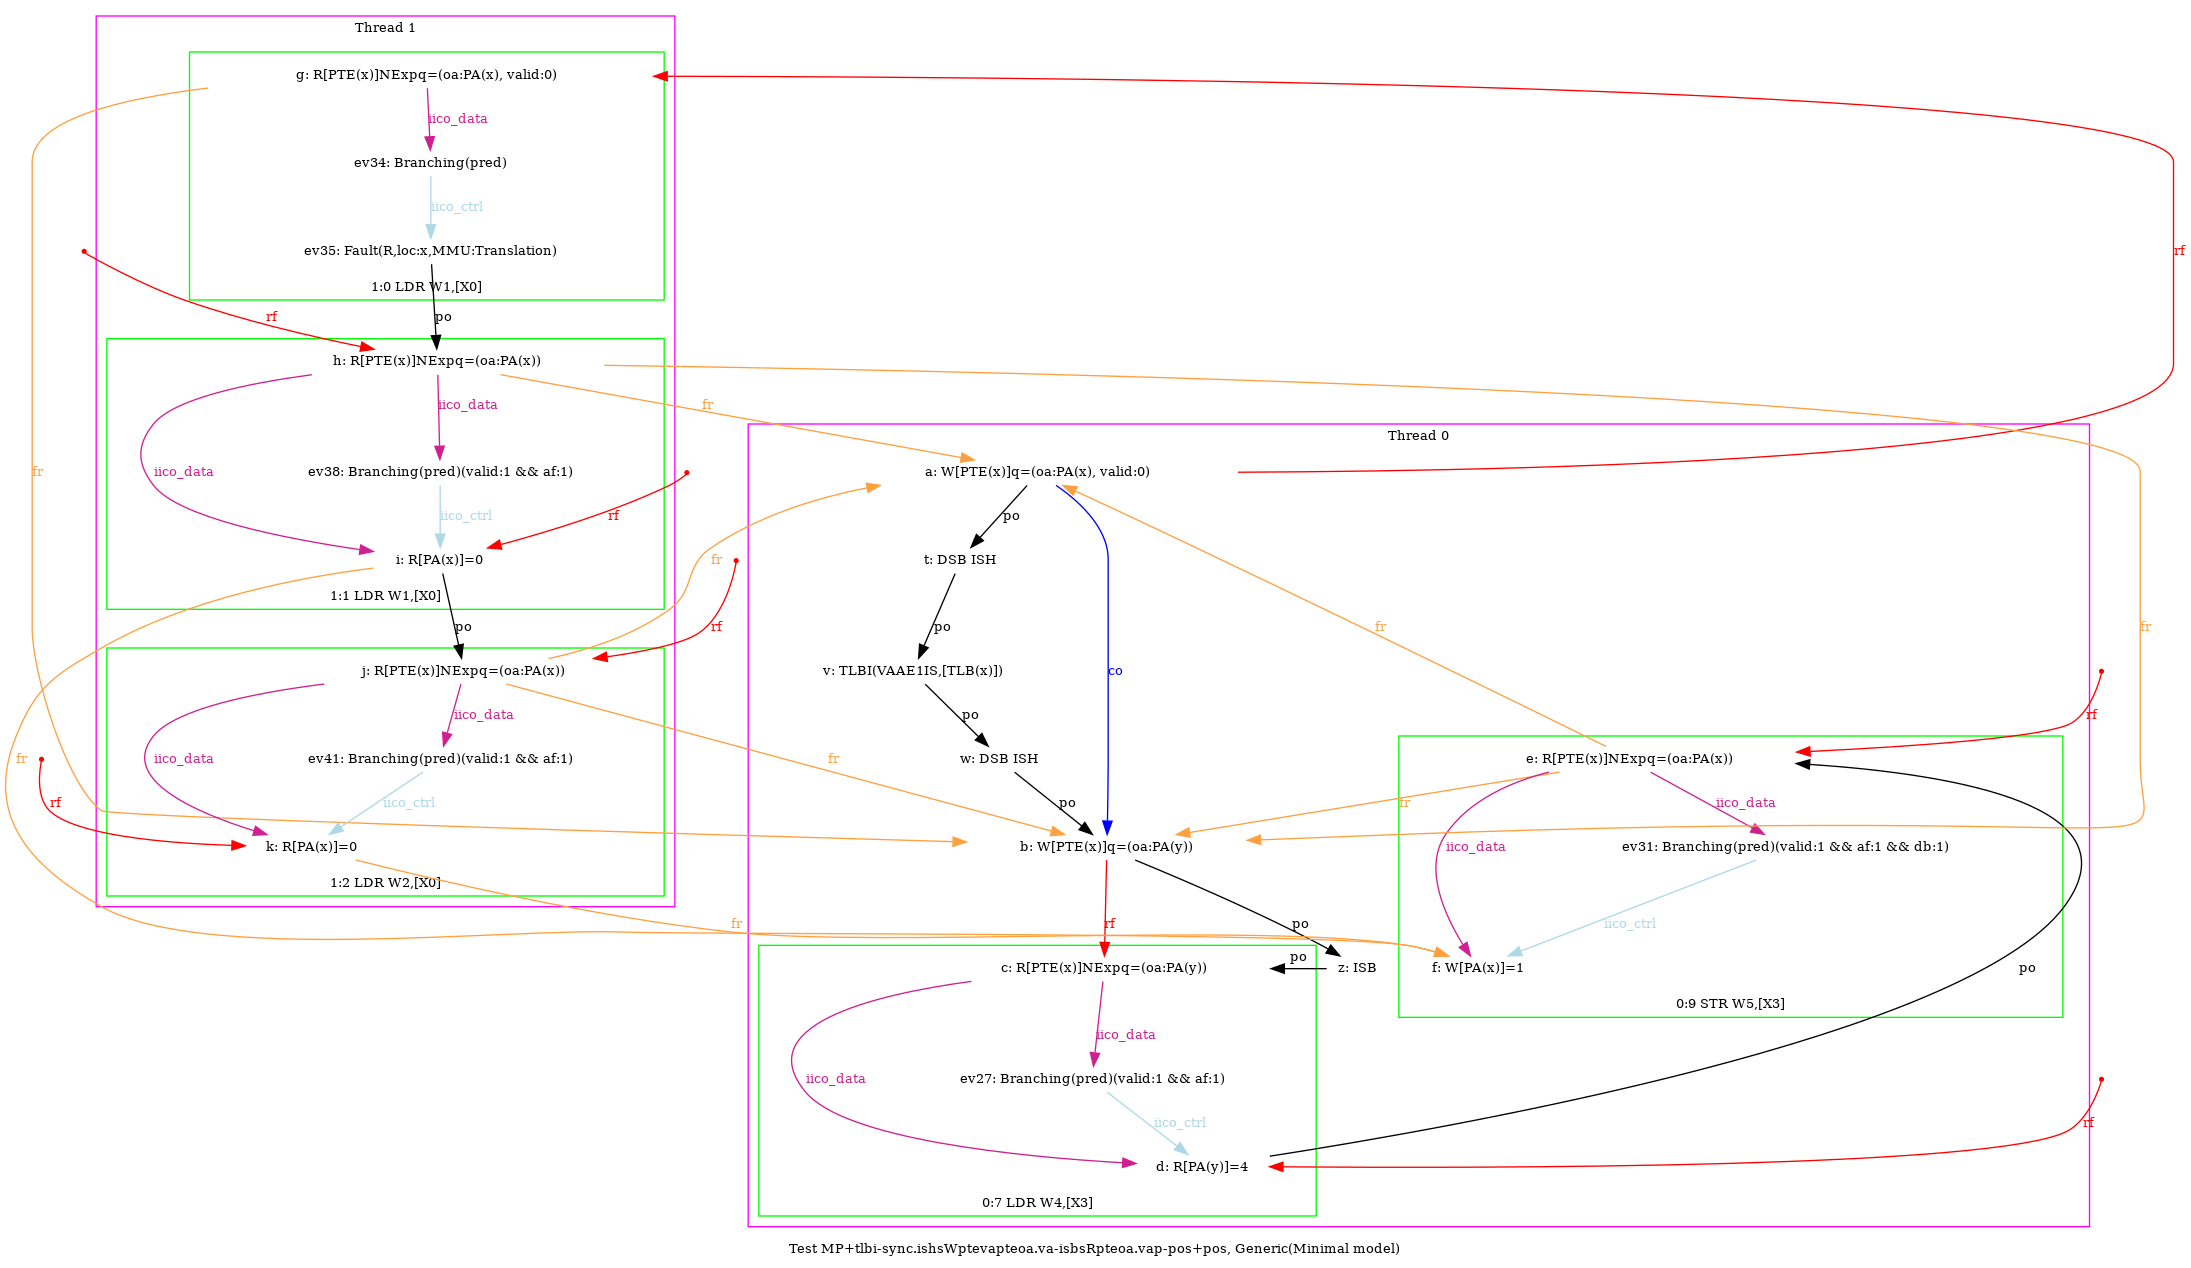 Thread 1
g: R[PTE(x)]NExpq=(oa:PA(x), valid:0)
iico_data
ev34: Branching(pred)
iico_ctrl
ev35: Fault(R,loc:x,MMU:Translation)
1:0 LDR W1,[X0]
rf
rf
po
h: R[PTE(x)]NExpq=(oa:PA(x))
iico_data
fr
Thread 0
fr
iico_data
ev38: Branching(pred)(valid:1 && af:1)
a: W[PTE(x)]q=(oa:PA(x), valid:0)
iico_ctrl
rf
po
i: R[PA(x)]=0
fr
t: DSB ISH
1:1 LDR W1,[X0]
po
rf
po
fr
fr
j: R[PTE(x)]NExpq=(oa:PA(x))
v: TLBI(VAAE1IS,[TLB(x)])
co
iico_data
po
rf
fr
iico_data
ev41: Branching(pred)(valid:1 && af:1)
fr
w: DSB ISH
e: R[PTE(x)]NExpq=(oa:PA(x))
rf
iico_ctrl
po
fr
iico_data
k: R[PA(x)]=0
b: W[PTE(x)]q=(oa:PA(y))
iico_data
ev31: Branching(pred)(valid:1 && af:1 && db:1)
1:2 LDR W2,[X0]
fr
rf
po
iico_ctrl
po
c: R[PTE(x)]NExpq=(oa:PA(y))
z: ISB
f: W[PA(x)]=1
po
0:9 STR W5,[X3]
iico_data
iico_data
ev27: Branching(pred)(valid:1 && af:1)
iico_ctrl
rf
d: R[PA(y)]=4
0:7 LDR W4,[X3]
Test MP+tlbi-sync.ishsWptevapteoa.va-isbsRpteoa.vap-pos+pos, Generic(Minimal model)